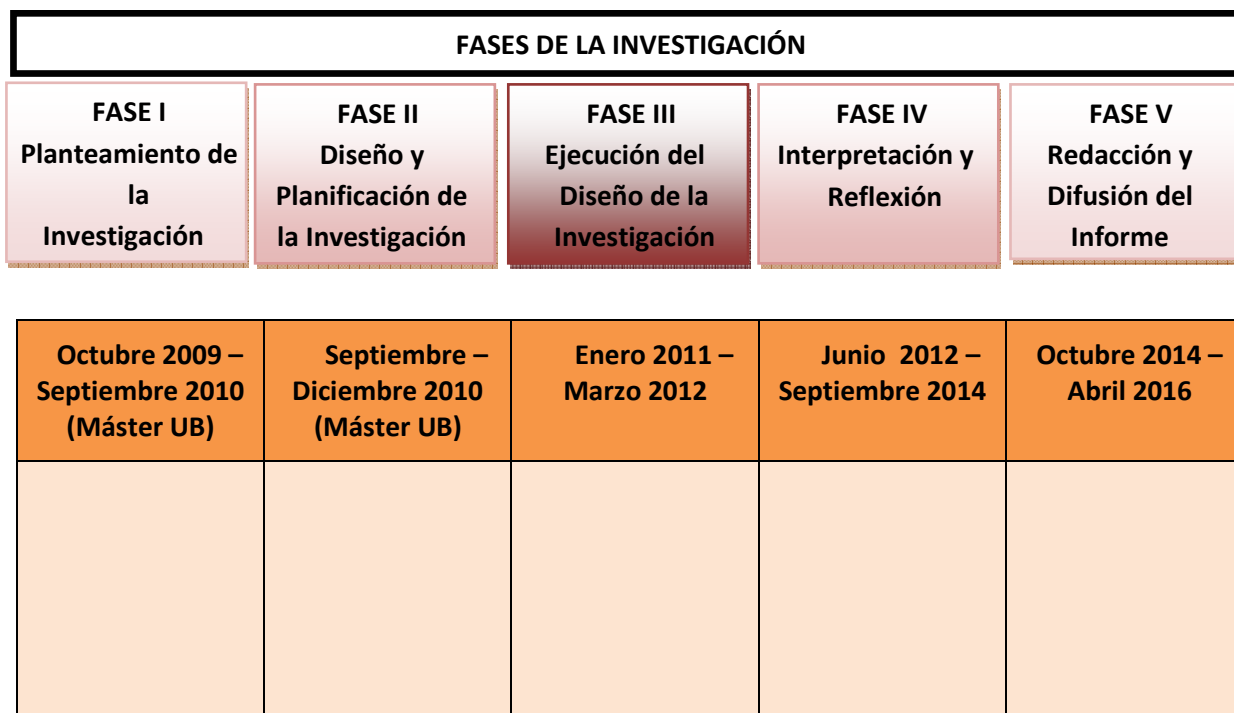 FASES DE LA INVESTIGACIÓN
FASE I
Planteamiento de
la
Investigación
FASE II
Diseño y
Planificación de
la Investigación
FASE III
Ejecución del
Diseño de la
Investigación
FASE IV
Interpretación y
Reflexión
FASE V
Redacción y
Difusión del
Informe
Octubre 2009 –
Septiembre 2010
(Máster UB)
Septiembre –
Diciembre 2010
(Máster UB)
Enero 2011 –
Marzo 2012
Junio 2012 –
Septiembre 2014
Octubre 2014 –
Abril 2016